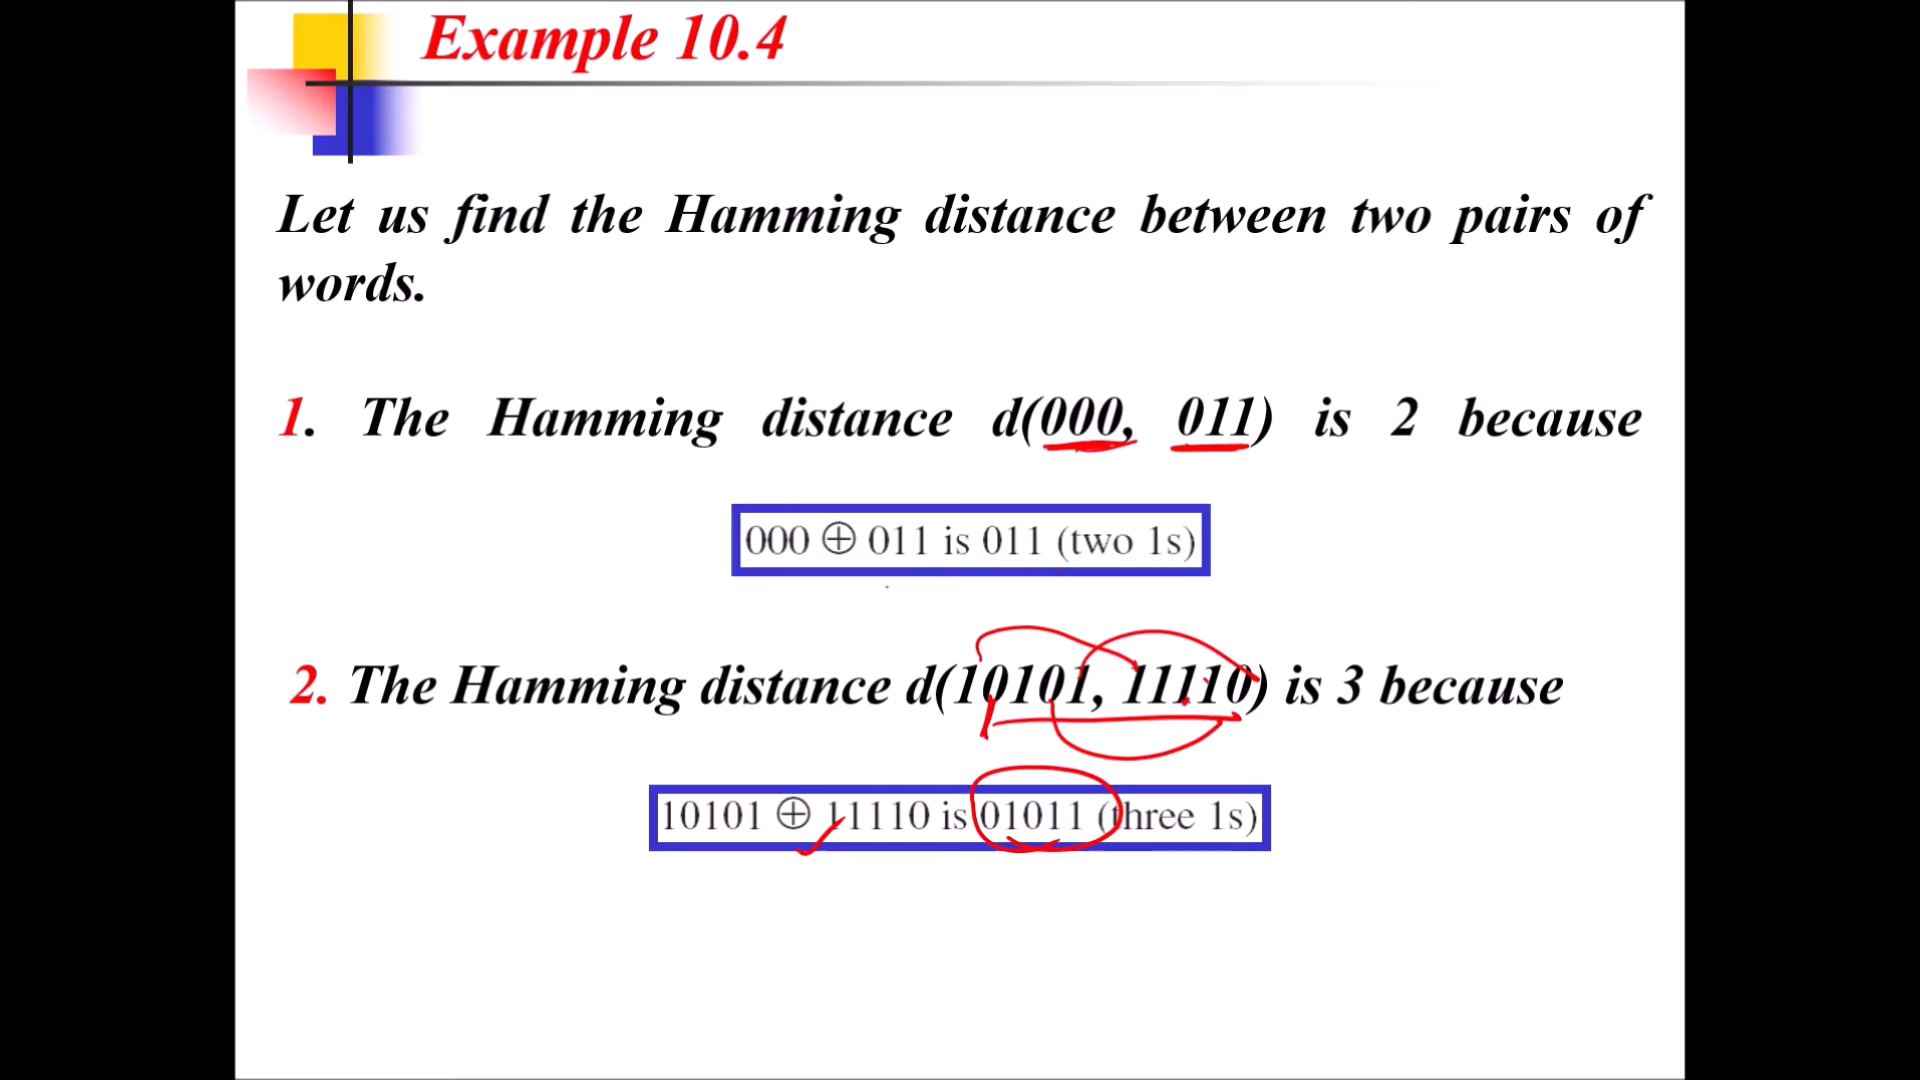 Example 10.4
Let us find the Hamming distance between two pairs of
words.
1. The Hamming distance d(000, 011) is 2 because
000 ⊕ 011 is 011 (two 1s)
2. The Hamming distance d(10101, 11110) is 3 because
10101 ⊕ 11110 is 01011 (three 1s)